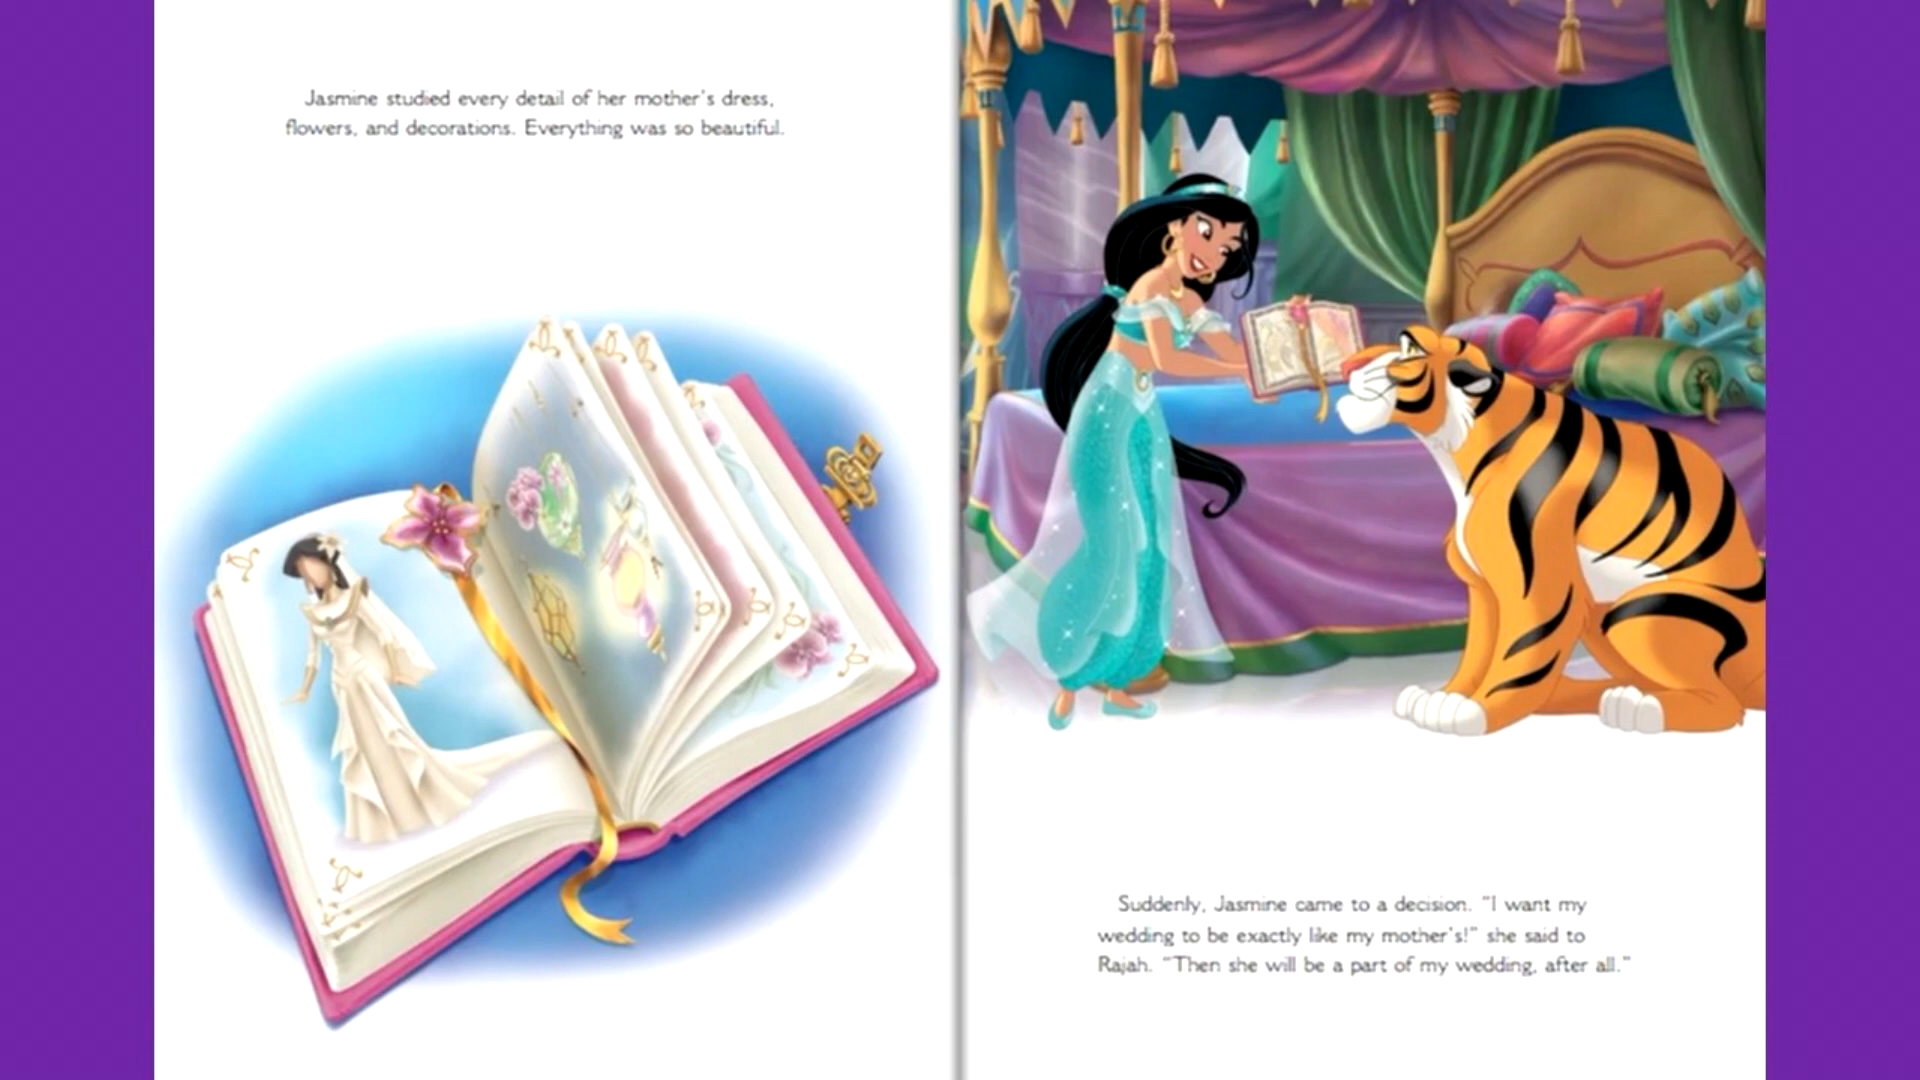 Jasmine studied every detail of her mother's dress,
flowers, and decorations. Everything was so beautiful.
Suddenly, Jasmine came to a decision. "I want my
wedding to be exactly like my mother's!" she said to
Rajah. "Then she will be a part of my wedding, after all."